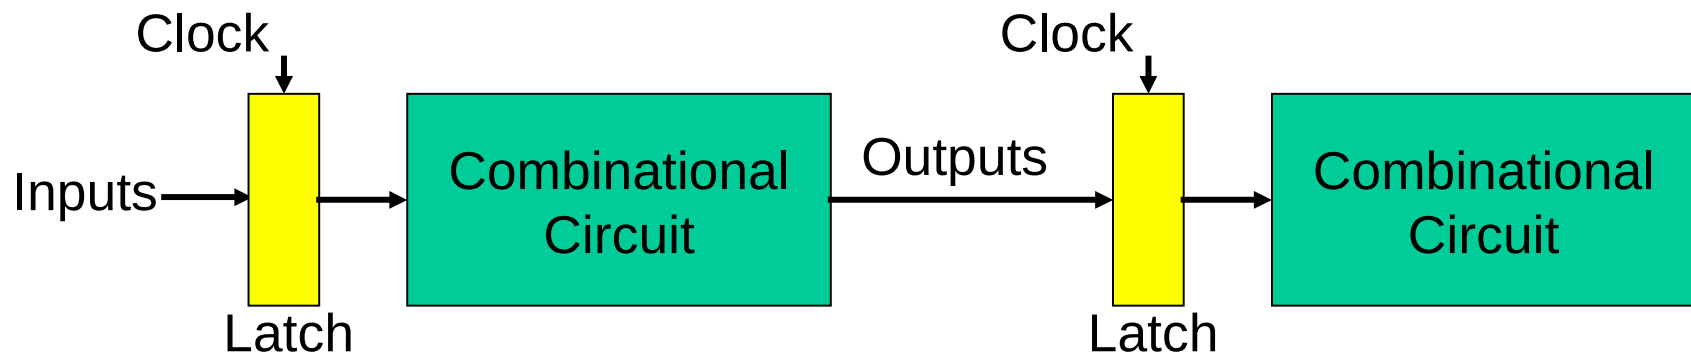 Clock
Clock
Inputs
Combinational
Circuit
Outputs
Combinational
Circuit
Latch
Latch